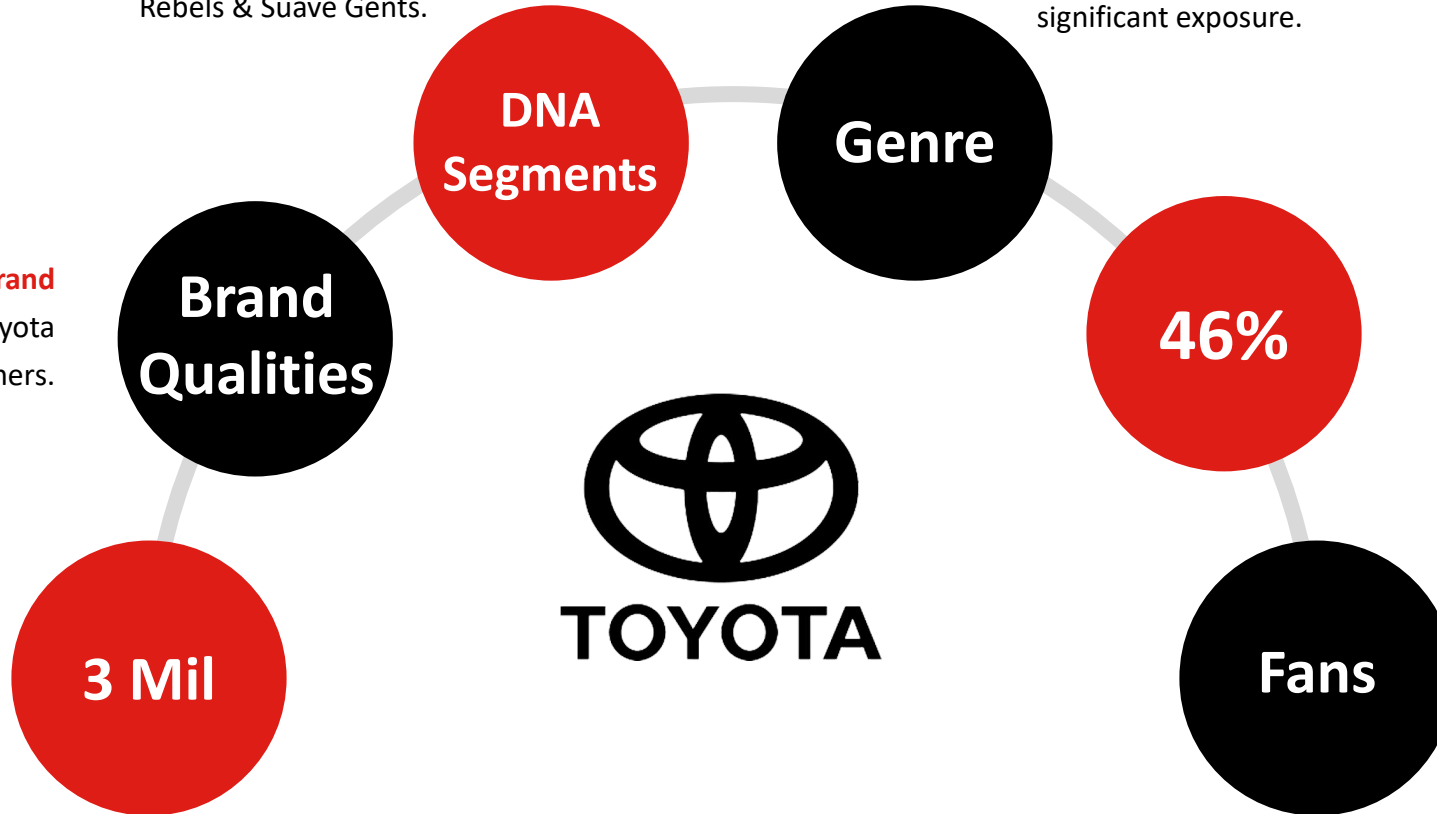 Rebels & Suave Gents.
significant exposure.
DNA
Segments
Genre
rand
yota
ners.
Brand
Qualities
46%
TOYOTA
3 Mil
Fans